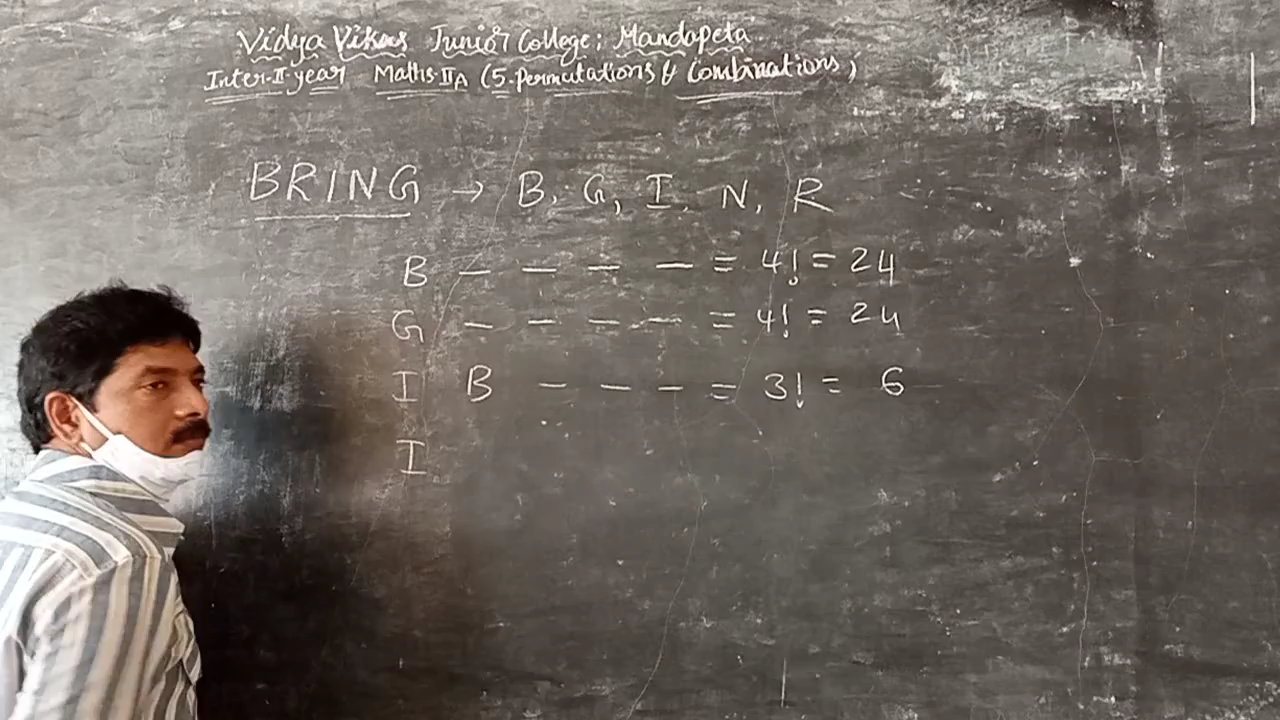 Vidya Vikas Junior College; Mandapeta
Inter-II-year Maths IIA (5. Permutations & Combinations)
BRING → B, G, I, N, R
B – – – – = 4! = 24
G – – – – = 4! = 24
I B – – – = 3! = 6
I